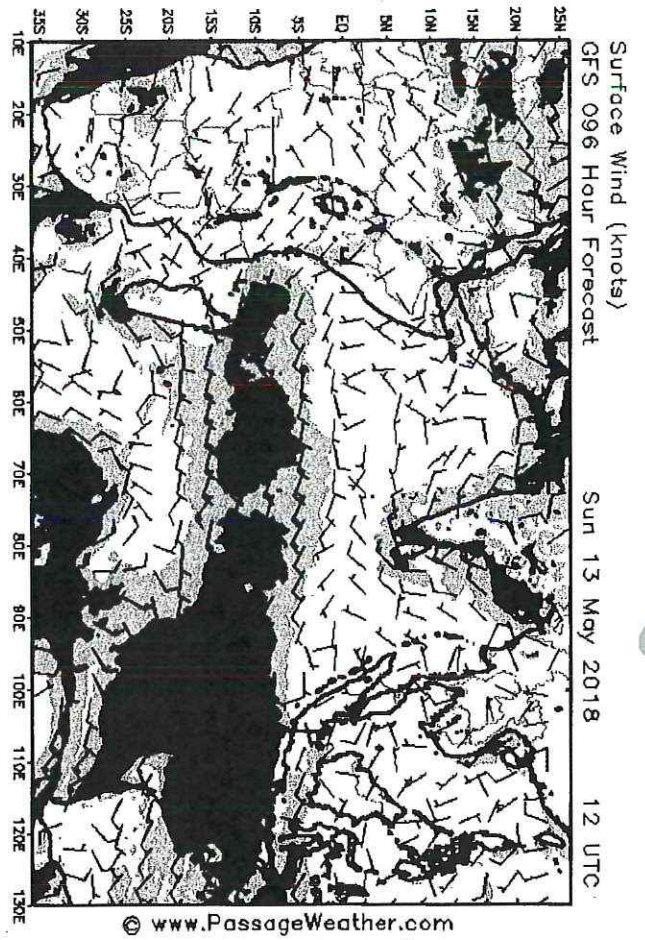 Surface Wind (knots)
GFS 096 Hour Forecast Sun 13 May 2018 12 UTC
25N
20N
15N
10N
5N
EQ
5S
10S
15S
20S
25S
30S
35S
10E 20E 30E 40E 50E 60E 70E 80E 90E 100E 110E 120E 130E
© www.PassageWeather.com